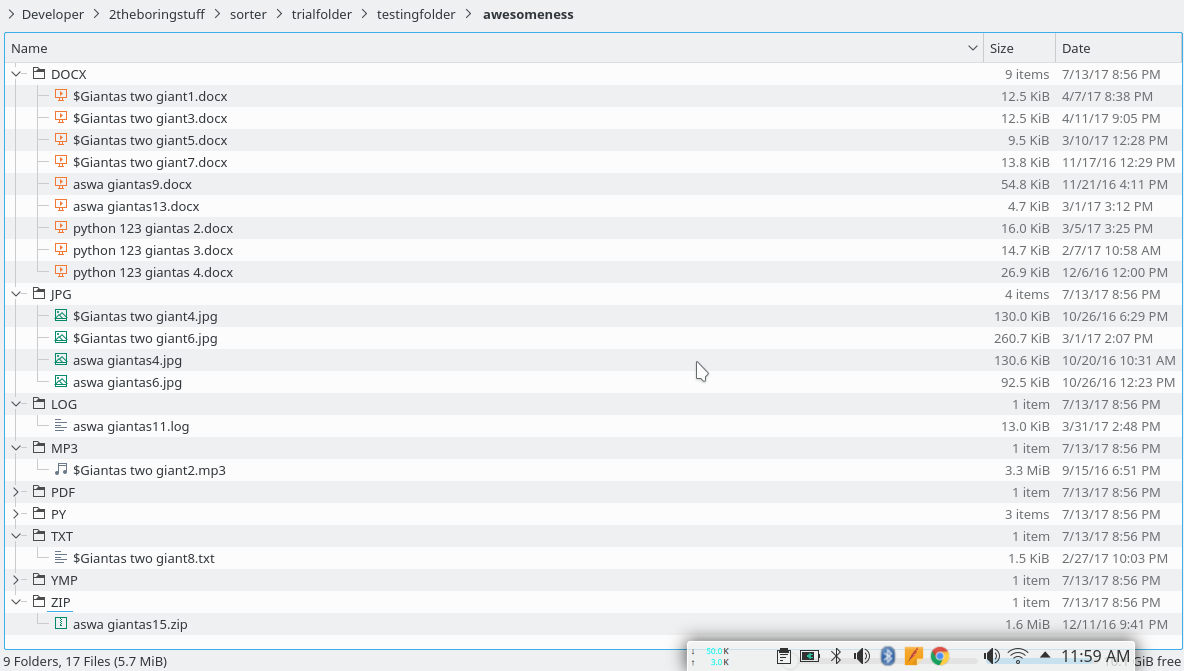 Developer 2theboringstuff sorter trialfolder testingfolder awesomeness
Name Size Date
DOCX 9 items 7/13/17 8:56 PM
$Giantas two giant1.docx 12.5 KiB 4/7/17 8:38 PM
$Giantas two giant3.docx 12.5 KiB 4/11/17 9:05 PM
$Giantas two giant5.docx 9.5 KiB 3/10/17 12:28 PM
$Giantas two giant7.docx 13.8 KiB 11/17/16 12:29 PM
aswa giantas9.docx 54.8 KiB 11/21/16 4:11 PM
aswa giantas13.docx 4.7 KiB 3/1/17 3:12 PM
python 123 giantas 2.docx 16.0 KiB 3/5/17 3:25 PM
python 123 giantas 3.docx 14.7 KiB 2/7/17 10:58 AM
python 123 giantas 4.docx 26.9 KiB 12/6/16 12:00 PM
JPG 4 items 7/13/17 8:56 PM
$Giantas two giant4.jpg 130.0 KiB 10/26/16 6:29 PM
$Giantas two giant6.jpg 260.7 KiB 3/1/17 2:07 PM
aswa giantas4.jpg 130.6 KiB 10/20/16 10:31 AM
aswa giantas6.jpg 92.5 KiB 10/26/16 12:23 PM
LOG 1 item 7/13/17 8:56 PM
aswa giantas11.log 13.0 KiB 3/31/17 2:48 PM
MP3 1 item 7/13/17 8:56 PM
$Giantas two giant2.mp3 3.3 MiB 9/15/16 6:51 PM
PDF 1 item 7/13/17 8:56 PM
PY 3 items 7/13/17 8:56 PM
TXT 1 item 7/13/17 8:56 PM
$Giantas two giant8.txt 1.5 KiB 2/27/17 10:03 PM
YMP 1 item 7/13/17 8:56 PM
ZIP 1 item 7/13/17 8:56 PM
aswa giantas15.zip 1.6 MiB 12/11/16 9:41 PM
9 Folders, 17 Files (5.7 MiB) GiB free
50.0K
3.0K
11:59 AM